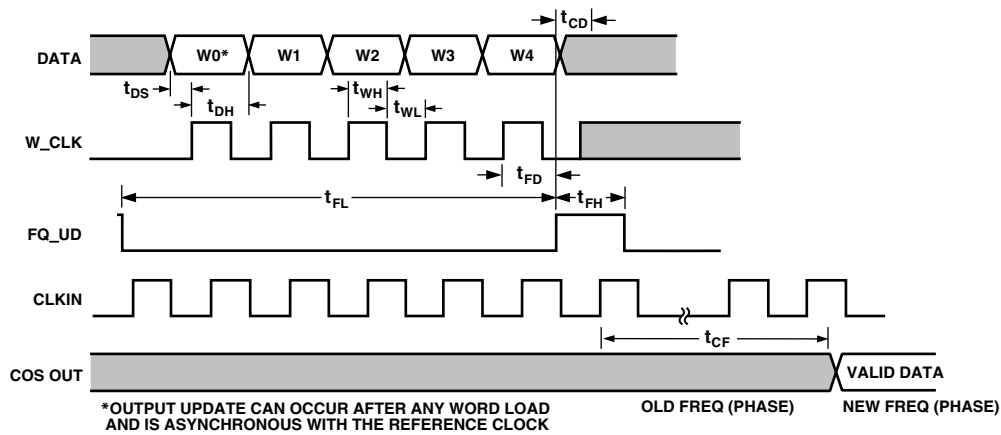 tCD
DATA
W0*
W1
W2
W3
W4
tDS
tDH
tWH
tWL
W_CLK
tFD
tFL
tFH
FQ_UD
CLKIN
tCF
COS OUT
VALID DATA
*OUTPUT UPDATE CAN OCCUR AFTER ANY WORD LOAD
AND IS ASYNCHRONOUS WITH THE REFERENCE CLOCK
OLD FREQ (PHASE)
NEW FREQ (PHASE)